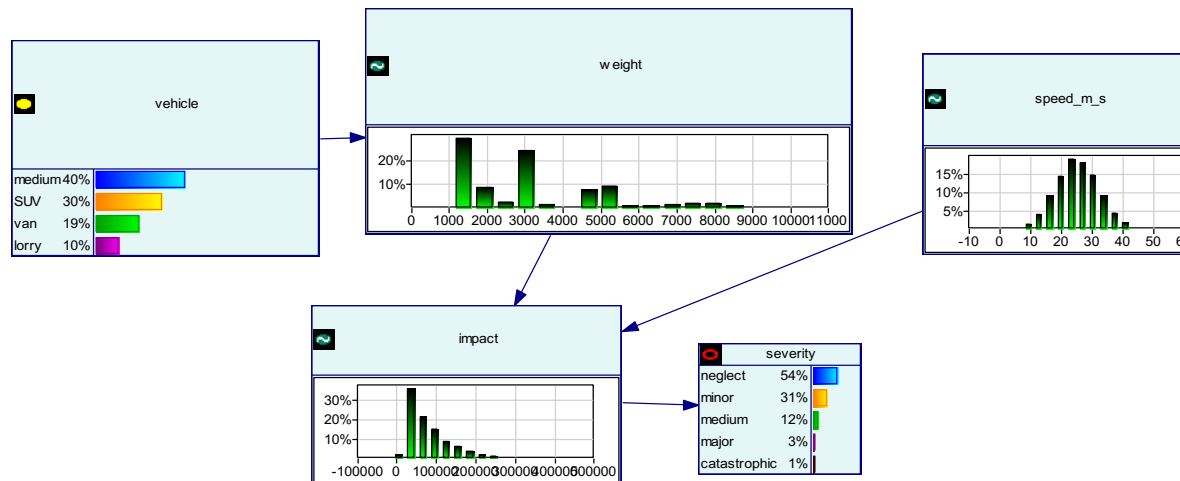 vehicle
medium 40%
SUV 30%
van 19%
lorry 10%
weight
20%
10%
0 1000 2000 3000 4000 5000 6000 7000 8000 9000 10000 11000
speed_m_s
15%
10%
5%
-10 0 10 20 30 40 50 60
impact
30%
20%
10%
-100000 0 100000 200000 300000 400000 500000
severity
neglect 54%
minor 31%
medium 12%
major 3%
catastrophic 1%